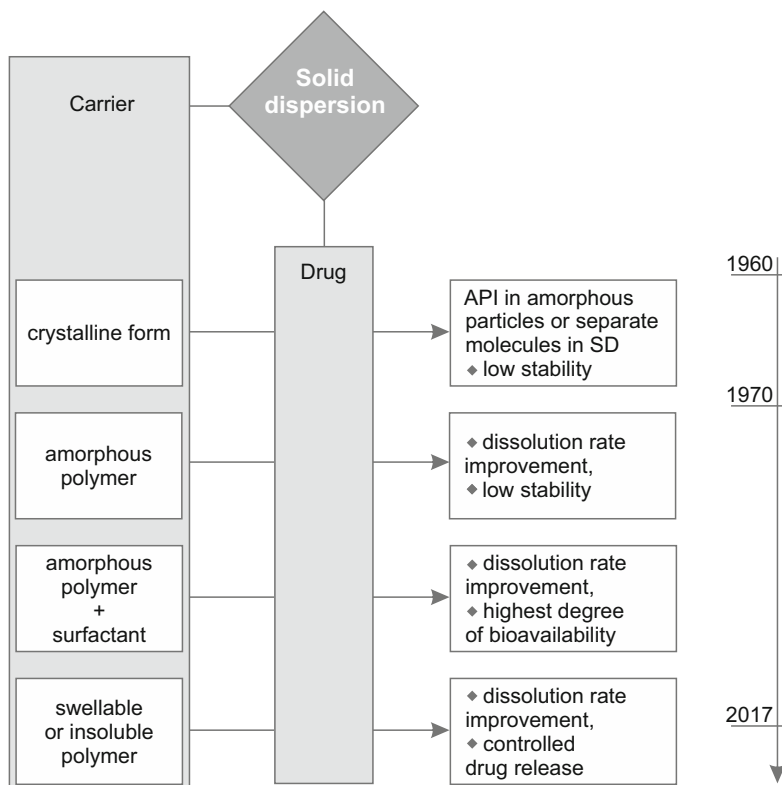 Solid
dispersion
Carrier
Drug
crystalline form
API in amorphous
particles or separate
molecules in SD
◆ low stability
amorphous
polymer
◆ dissolution rate
improvement,
◆ low stability
amorphous
polymer
+
surfactant
◆ dissolution rate
improvement,
◆ highest degree
of bioavailability
swellable
or insoluble
polymer
◆ dissolution rate
improvement,
◆ controlled
drug release
1960
1970
2017